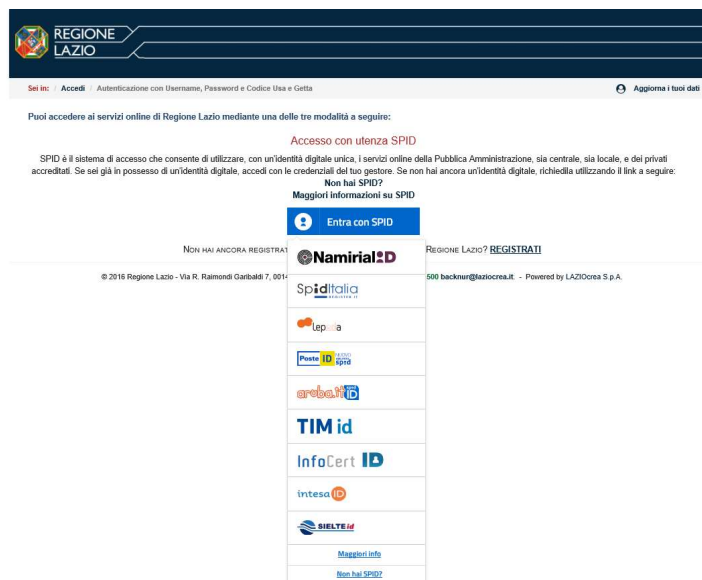 REGIONE
LAZIO
Sei in: / Accedi / Autenticazione con Username, Password e Codice Usa e Getta
Aggiorna i tuoi dati
Puoi accedere ai servizi online di Regione Lazio mediante una delle tre modalità a seguire:
Accesso con utenza SPID
SPID è il sistema di accesso che consente di utilizzare, con un'identità digitale unica, i servizi online della Pubblica Amministrazione, sia centrale, sia locale, e dei privati
accreditati. Se sei già in possesso di un'identità digitale, accedi con le credenziali del tuo gestore. Se non hai ancora un'identità digitale, richiedila utilizzando il link a seguire:
Non hai SPID?
Maggiori informazioni su SPID
Entra con SPID
NON HAI ANCORA REGISTRAT REGIONE LAZIO? REGISTRATI
NamirialID
© 2016 Regione Lazio - Via R. Raimondi Garibaldi 7, 0014 500 backnur@laziocrea.it. - Powered by LAZIOcrea S.p.A.
SpidItalia
REGISTER.IT
Lep a
Poste ID spid
aruba.it ID
TIM id
InfoCert ID
intesa ID
SIELTE id
Maggiori info
Non hai SPID?